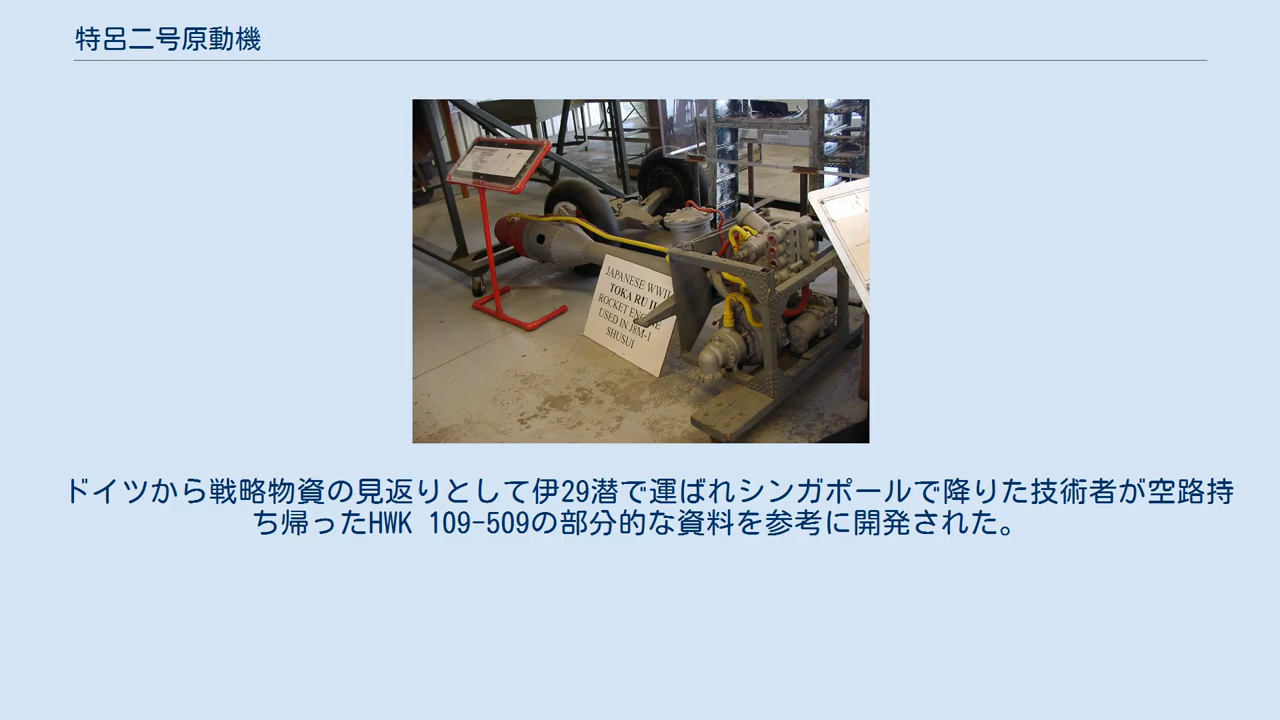 特呂二号原動機
JAPANESE WWII
TOKA RU II
ROCKET ENGINE
USED IN J8M-1
SHUSUI
ドイツから戦略物資の見返りとして伊29潜で運ばれシンガポールで降りた技術者が空路持
ち帰ったHWK 109-509の部分的な資料を参考に開発された。